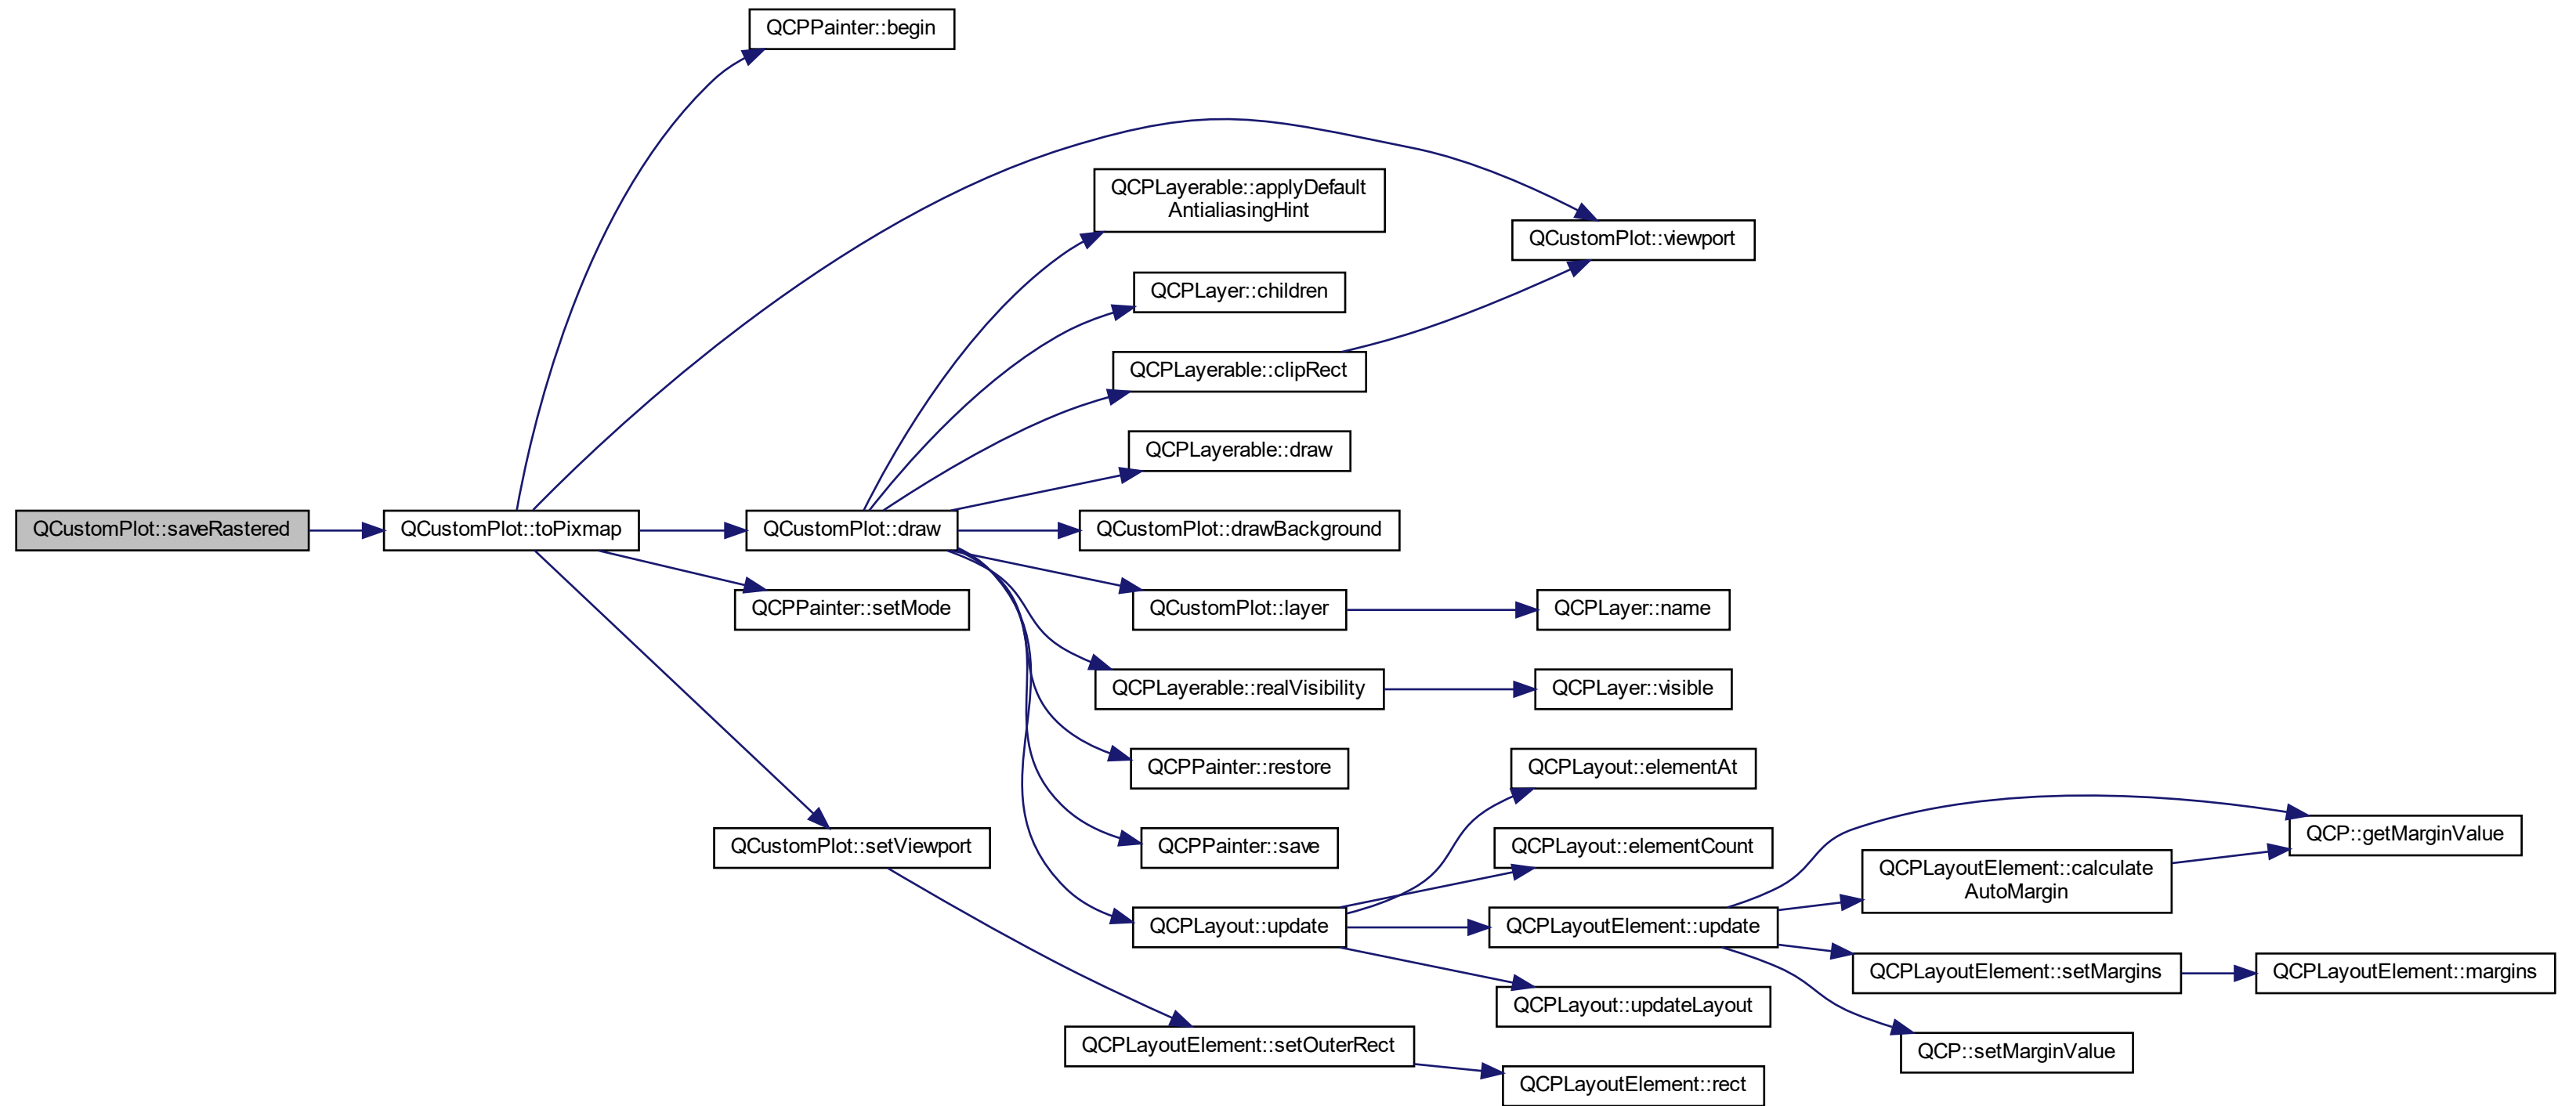 QCPPainter::begin
QCPLayerable::applyDefault
AntialiasingHint
QCustomPlot::viewport
QCPLayer::children
QCPLayerable::clipRect
QCPLayerable::draw
QCustomPlot::saveRastered
QCustomPlot::toPixmap
QCustomPlot::draw
QCustomPlot::drawBackground
QCPPainter::setMode
QCustomPlot::layer
QCPLayer::name
QCPLayerable::realVisibility
QCPLayer::visible
QCPPainter::restore
QCPLayout::elementAt
QCP::getMarginValue
QCustomPlot::setViewport
QCPPainter::save
QCPLayout::elementCount
QCPLayoutElement::calculate
AutoMargin
QCPLayout::update
QCPLayoutElement::update
QCPLayoutElement::setMargins
QCPLayoutElement::margins
QCPLayout::updateLayout
QCPLayoutElement::setOuterRect
QCP::setMarginValue
QCPLayoutElement::rect